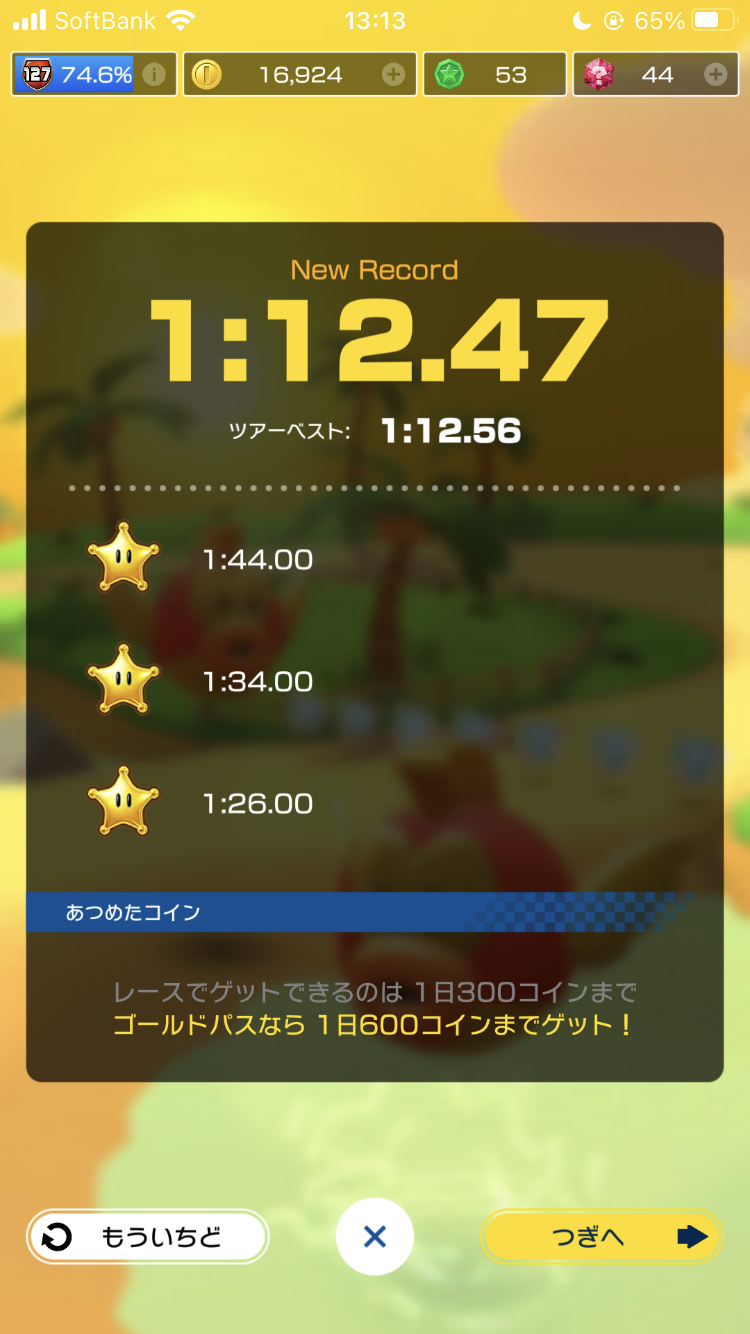 SoftBank 13:13 65%
127 74.6% i 16,924 + 53 ? 44 +
New Record
1:12.47
ツアーベスト: 1:12.56
1:44.00
1:34.00
1:26.00
あつめたコイン
レースでゲットできるのは 1日300コインまで
ゴールドパスなら 1日600コインまでゲット！
もういちど × つぎへ